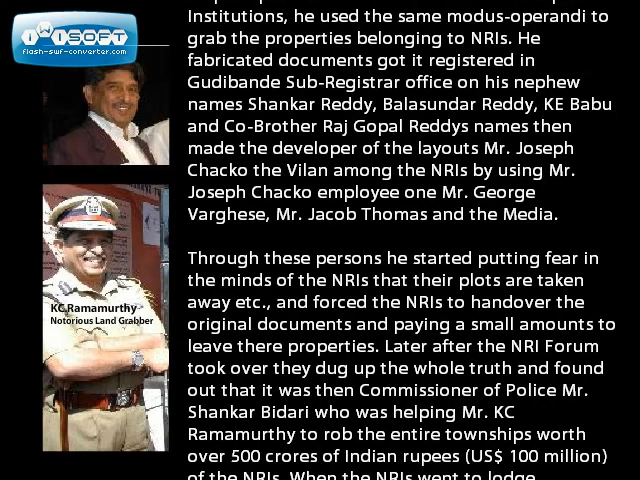 iWiSOFT
flash-swf-converter.com
Institutions, he used the same modus-operandi to
grab the properties belonging to NRIs. He
fabricated documents got it registered in
Gudibande Sub-Registrar office on his nephew
names Shankar Reddy, Balasundar Reddy, KE Babu
and Co-Brother Raj Gopal Reddys names then
made the developer of the layouts Mr. Joseph
Chacko the Vilan among the NRIs by using Mr.
Joseph Chacko employee one Mr. George
Varghese, Mr. Jacob Thomas and the Media.
KC Ramamurthy
Notorious Land Grabber
Through these persons he started putting fear in
the minds of the NRIs that their plots are taken
away etc., and forced the NRIs to handover the
original documents and paying a small amounts to
leave there properties. Later after the NRI Forum
took over they dug up the whole truth and found
out that it was then Commissioner of Police Mr.
Shankar Bidari who was helping Mr. KC
Ramamurthy to rob the entire townships worth
over 500 crores of Indian rupees (US$ 100 million)
of the NRIs. When the NRIs went to lodge